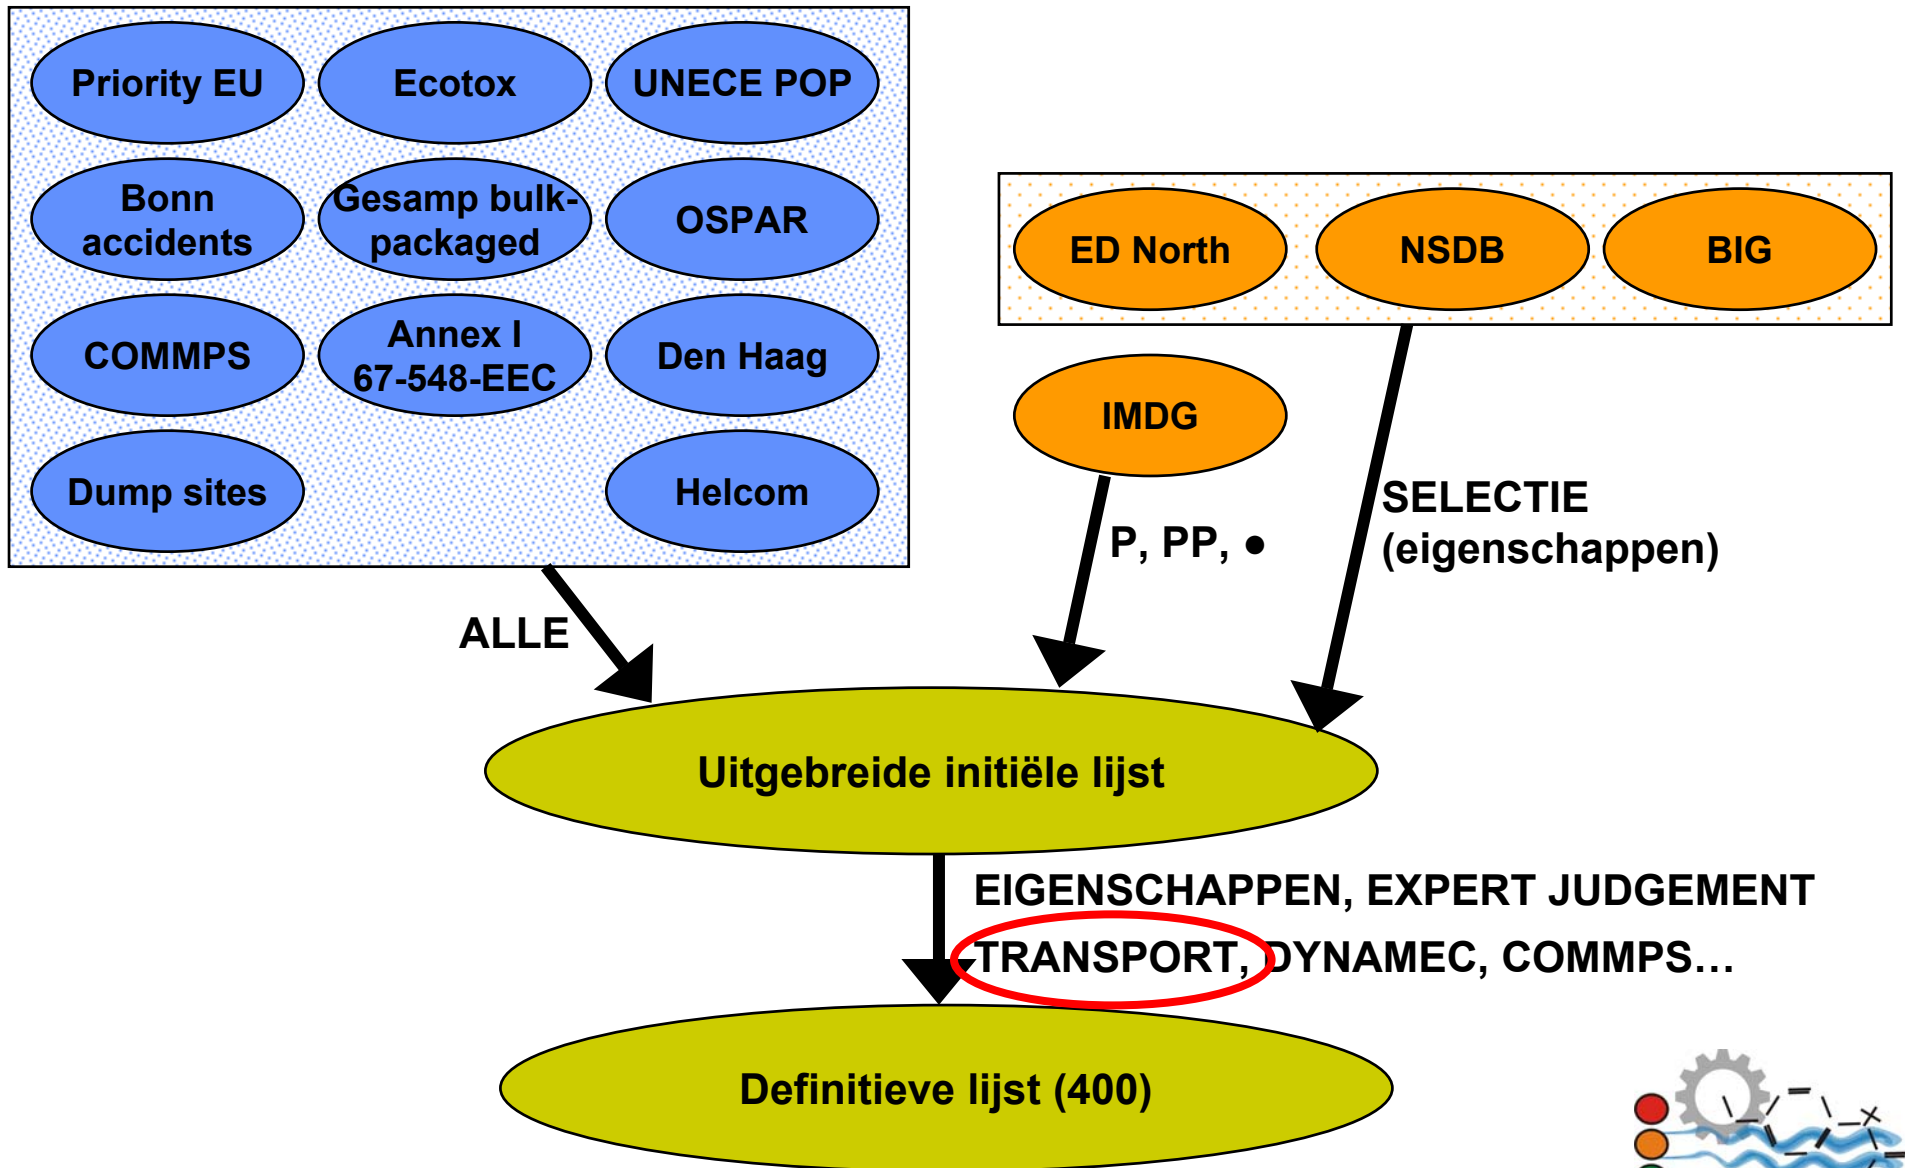 Priority EU
Ecotox
UNECE POP
Bonn
accidents
Gesamp bulk-
packaged
OSPAR
COMMPS
Annex I
67-548-EEC
Den Haag
Dump sites
Helcom
ED North
NSDB
BIG
IMDG
P, PP, ●
SELECTIE
(eigenschappen)
ALLE
Uitgebreide initiële lijst
EIGENSCHAPPEN, EXPERT JUDGEMENT
TRANSPORT, DYNAMEC, COMMPS…
Definitieve lijst (400)